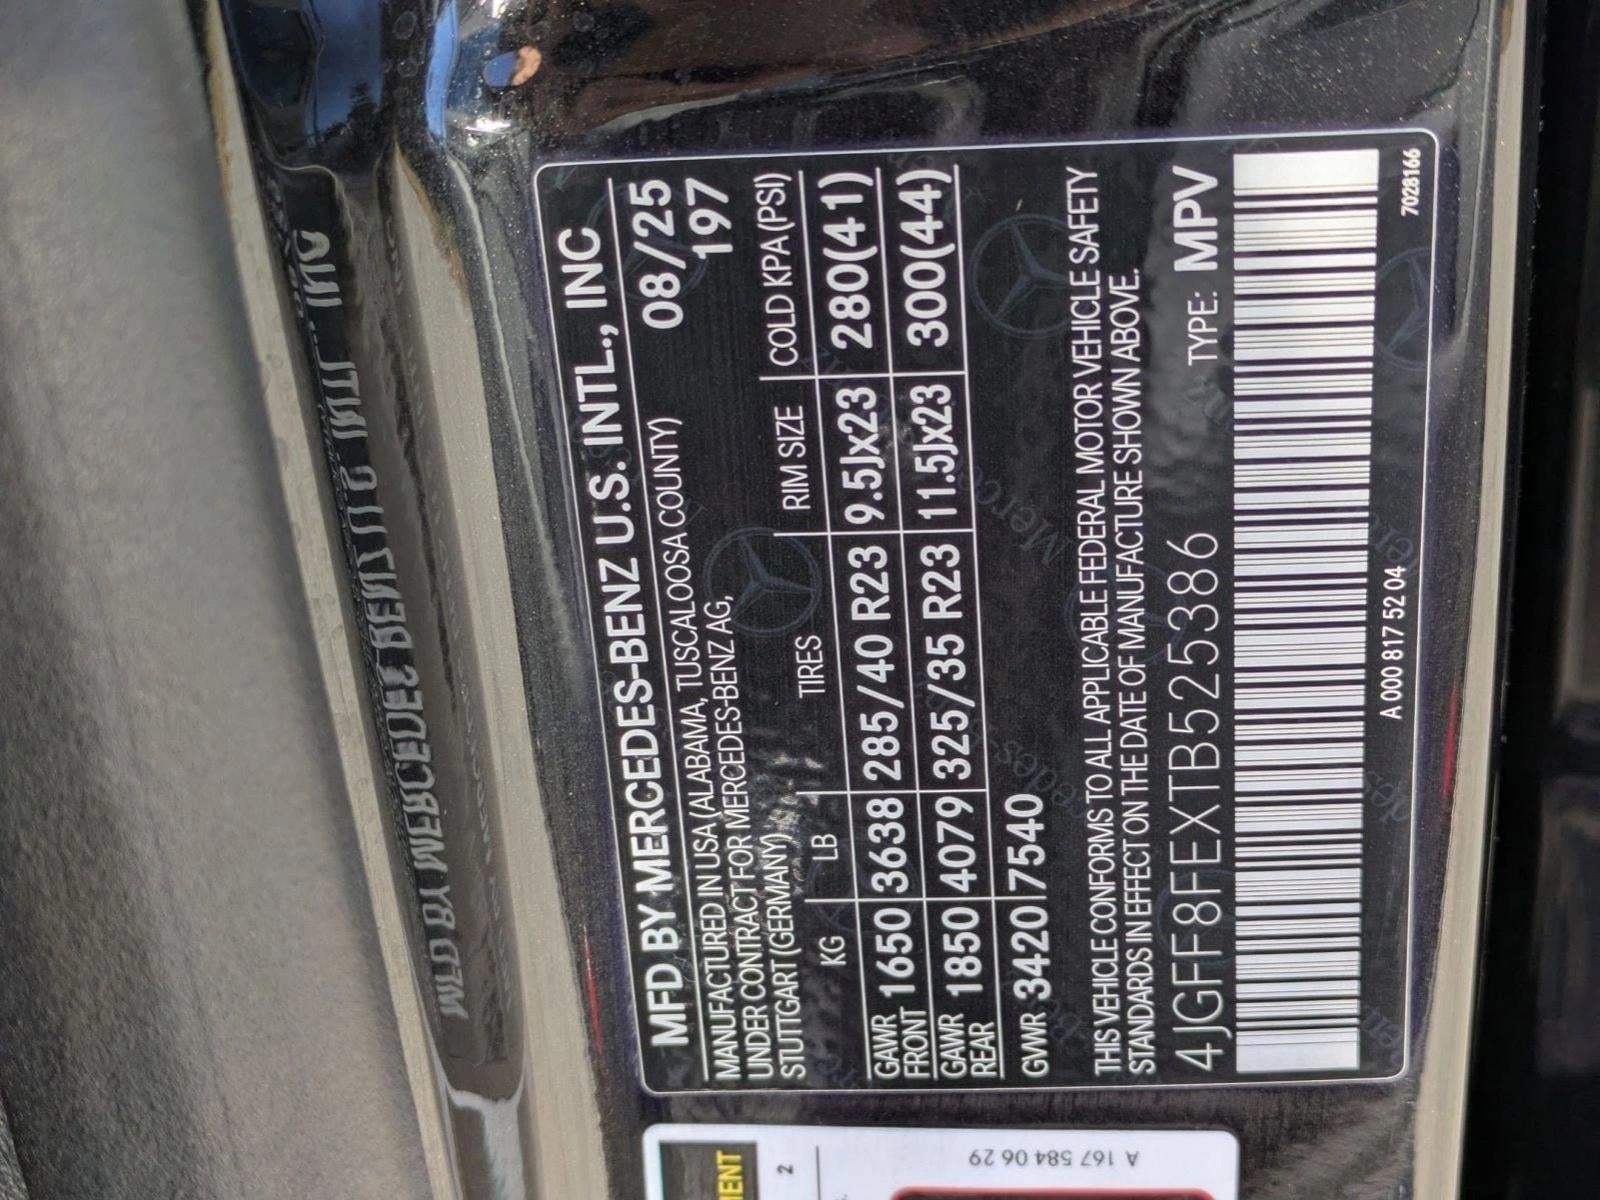 MFD BY MERCEDES-BENZ U.S. INTL., INC
MANUFACTURED IN USA (ALABAMA, TUSCALOOSA COUNTY) 08/25
UNDER CONTRACT FOR MERCEDES-BENZ AG, 197
STUTTGART (GERMANY)
KG LB TIRES RIM SIZE COLD KPA (PSI)
GAWR FRONT 1650 3638 285/40 R23 9.5Jx23 280(41)
GAWR REAR 1850 4079 325/35 R23 11.5Jx23 300(44)
GVWR 3420 7540
THIS VEHICLE CONFORMS TO ALL APPLICABLE FEDERAL MOTOR VEHICLE SAFETY
STANDARDS IN EFFECT ON THE DATE OF MANUFACTURE SHOWN ABOVE.
4JGFF8FEXTB525386 TYPE: MPV
A 000 817 52 04 7028166
2
A 167 584 06 29